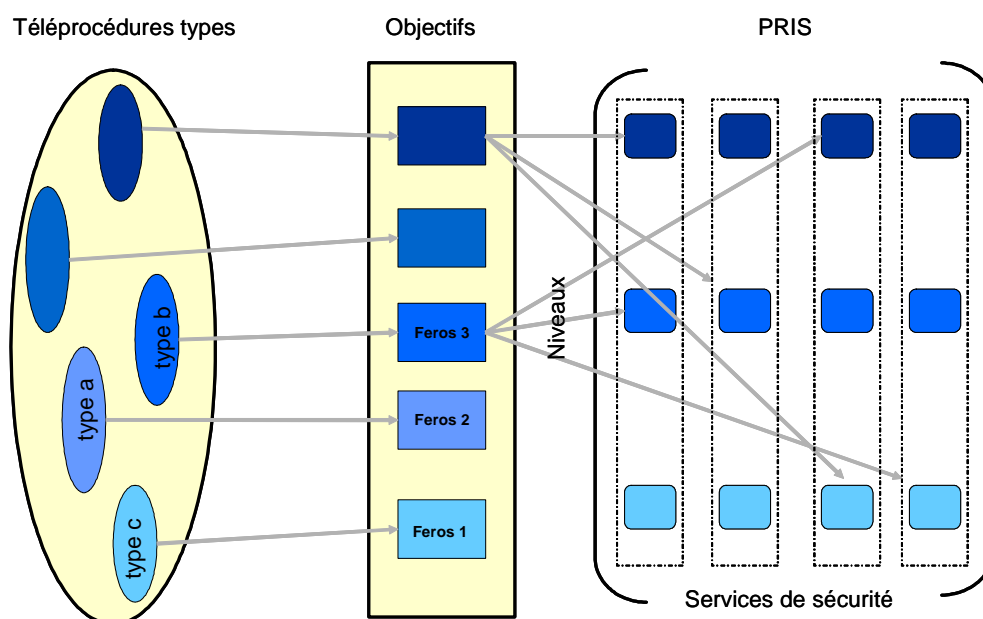 Téléprocédures types
Objectifs
PRIS
type b
type a
type c
Feros 3
Feros 2
Feros 1
Niveaux
Services de sécurité